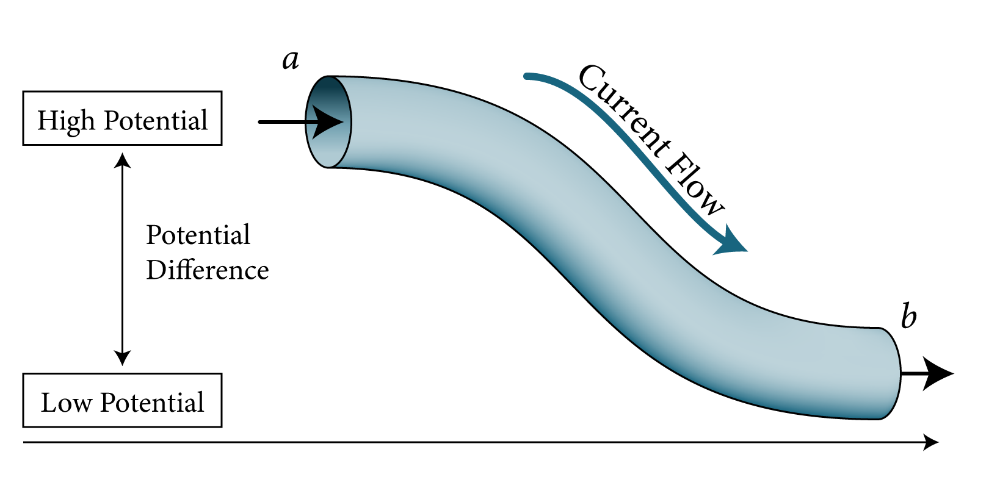 a
High Potential
Current Flow
Potential
Difference
b
Low Potential